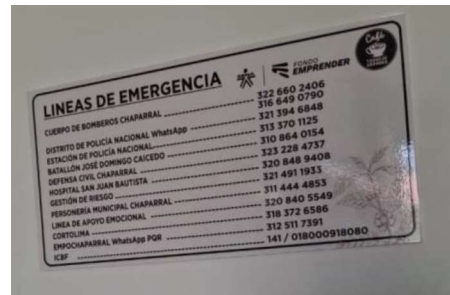 LINEAS DE EMERGENCIA
FONDO EMPRENDER
Café
CUERPO DE BOMBEROS CHAPARRAL 322 660 2406
316 649 0790
DISTRITO DE POLICÍA NACIONAL WhatsApp 321 394 6848
ESTACIÓN DE POLICÍA NACIONAL 313 370 1125
BATALLÓN JOSÉ DOMINGO CAICEDO 310 864 0154
DEFENSA CIVIL CHAPARRAL 323 228 4737
HOSPITAL SAN JUAN BAUTISTA 320 848 9408
GESTIÓN DE RIESGO 321 491 1933
PERSONERÍA MUNICIPAL CHAPARRAL 311 444 4853
LINEA DE APOYO EMOCIONAL 320 840 5549
CORTOLIMA 318 372 6586
EMPOCHAPARRAL WhatsApp PQR 312 511 7391
ICBF 141 / 018000918080